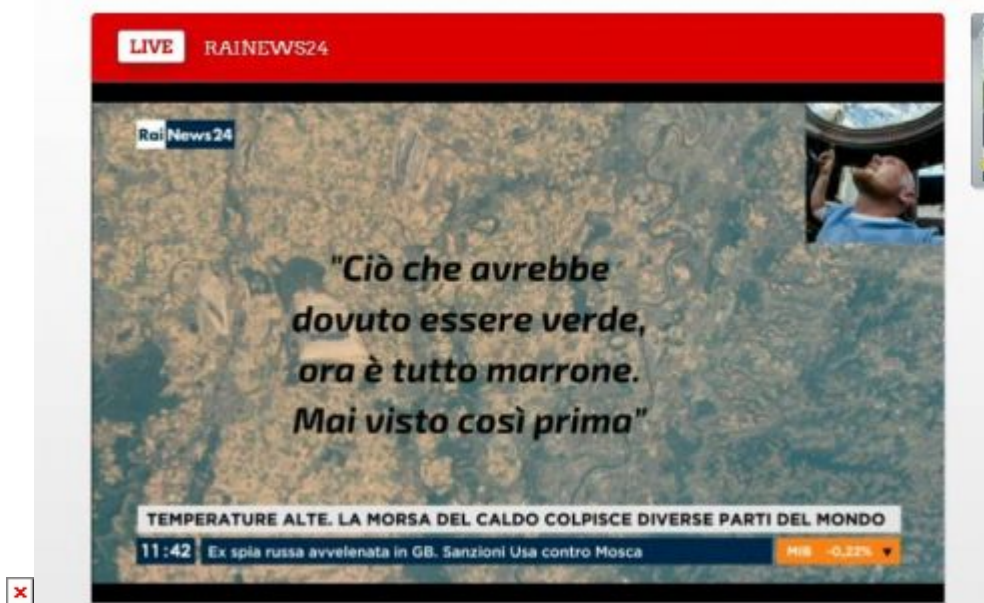 LIVE RAINEWS24
Rai News24
"Ciò che avrebbe
dovuto essere verde,
ora è tutto marrone.
Mai visto così prima"
TEMPERATURE ALTE. LA MORSA DEL CALDO COLPISCE DIVERSE PARTI DEL MONDO
11:42 Ex spia russa avvelenata in GB. Sanzioni Usa contro Mosca MIB -0,22%